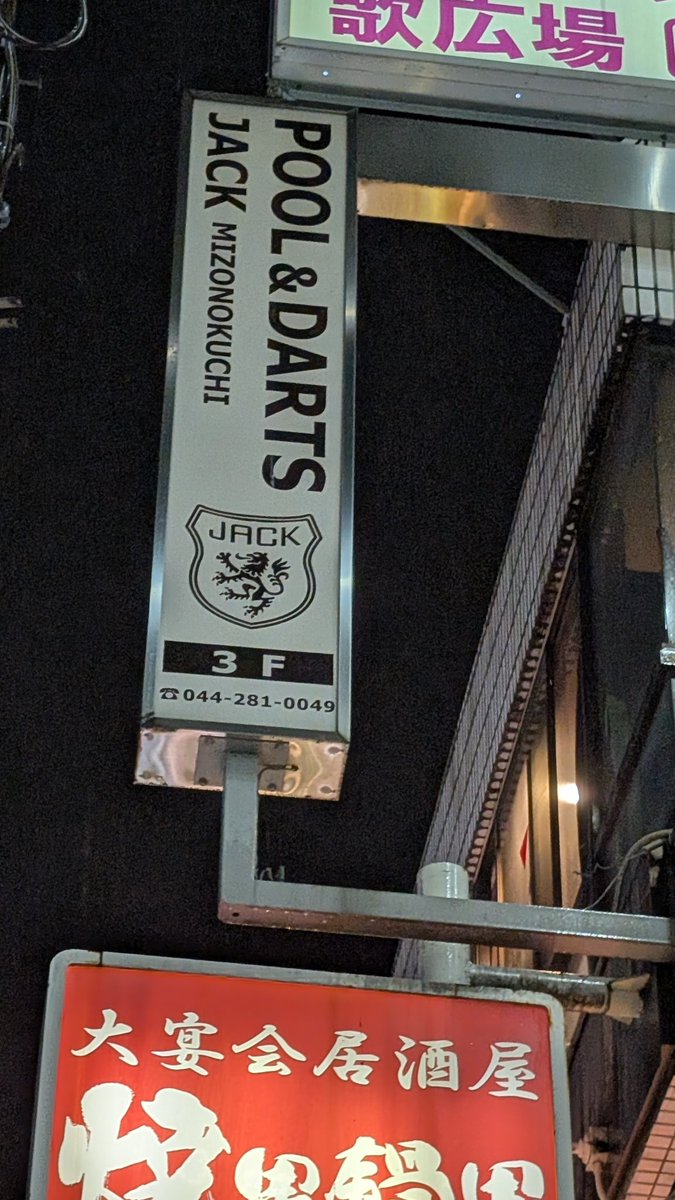 歌広場
POOL & DARTS
JACK MIZONOKUCHI
JACK
3F
☎044-281-0049
大宴会居酒屋